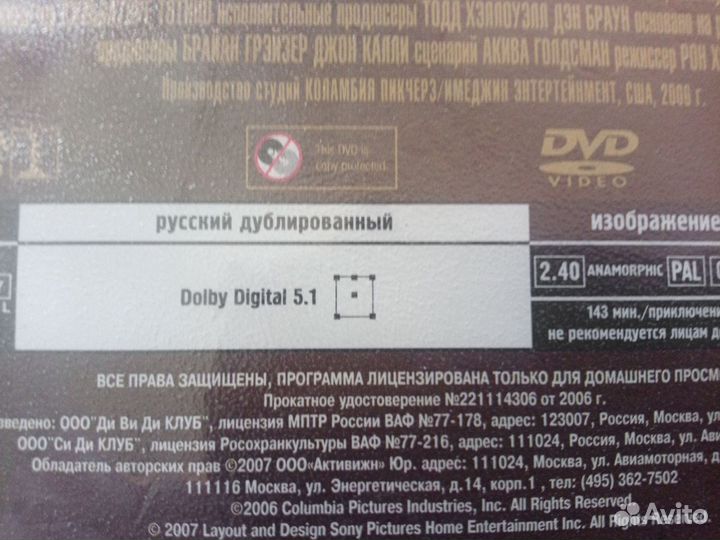 исполнительные продюсеры ТОДД ХЭЛЛОУЭЛЛ ДЭН БРАУН основано на
продюсеры БРАЙАН ГРЭЙЗЕР ДЖОН КАЛЛИ сценарий АКИВА ГОЛДСМАН режиссер РОН
Производство студий КОЛАМБИЯ ПИКЧЕРЗ/ИМЕДЖИН ЭНТЕРТЕЙНМЕНТ, США, 2006 г.
This DVD is
copy protected.
DVD
VIDEO
русский дублированный
изображение
Dolby Digital 5.1
2.40 ANAMORPHIC PAL
143 мин./приключени
не рекомендуется лицам д
ВСЕ ПРАВА ЗАЩИЩЕНЫ, ПРОГРАММА ЛИЦЕНЗИРОВАНА ТОЛЬКО ДЛЯ ДОМАШНЕГО ПРОСМ
Прокатное удостоверение №221114306 от 2006 г.
зведено: ООО"Ди Ви Ди КЛУБ", лицензия МПТР России ВАФ №77-178, адрес: 123007, Россия, Москва, ул.
ООО"Си Ди КЛУБ", лицензия Росохранкультуры ВАФ №77-216, адрес: 111024, Россия, Москва, ул. Ави
Обладатель авторских прав ©2007 ООО«Активижн» Юр. адрес: 111024, Москва, ул. Авиамоторная, д
111116 Москва, ул. Энергетическая, д.14, корп.1 , тел: (495) 362-7502
©2006 Columbia Pictures Industries, Inc. All Rights Reserved
© 2007 Layout and Design Sony Pictures Home Entertainment Inc. All Rights Reserved.
Avito